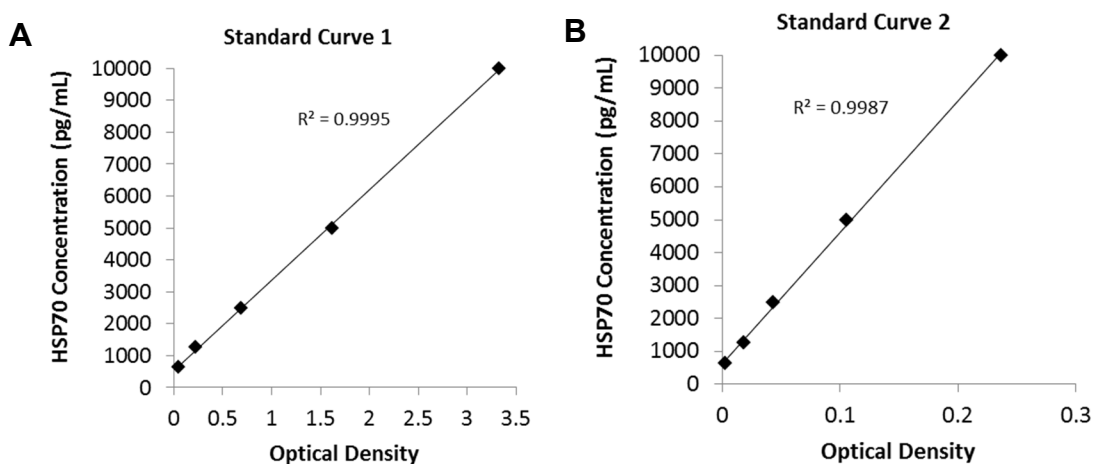 A
Standard Curve 1
HSP70 Concentration (pg/mL)
10000
9000
8000
7000
6000
5000
4000
3000
2000
1000
0
R² = 0.9995
0 0.5 1 1.5 2 2.5 3 3.5
Optical Density
B
Standard Curve 2
HSP70 Concentration (pg/mL)
10000
9000
8000
7000
6000
5000
4000
3000
2000
1000
0
R² = 0.9987
0 0.1 0.2 0.3
Optical Density